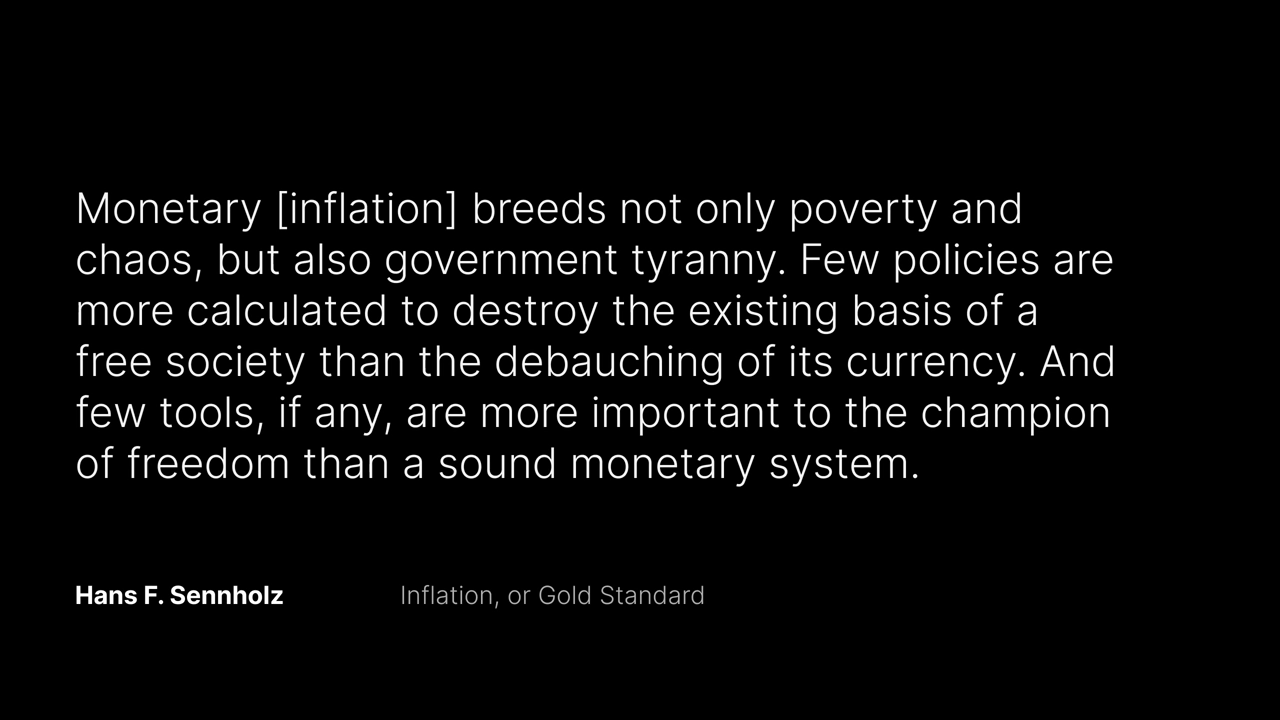 Monetary [inflation] breeds not only poverty and
chaos, but also government tyranny. Few policies are
more calculated to destroy the existing basis of a
free society than the debauching of its currency. And
few tools, if any, are more important to the champion
of freedom than a sound monetary system.
Hans F. Sennholz
Inflation, or Gold Standard